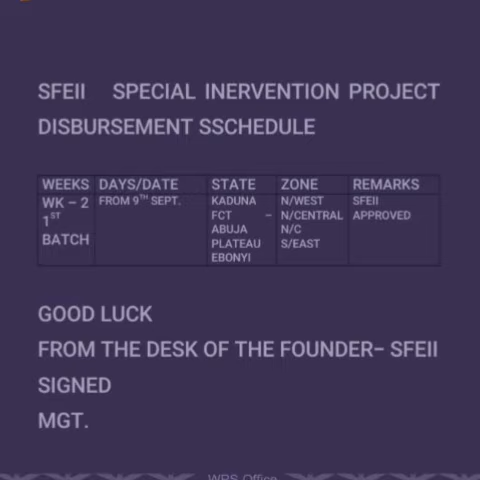 SFEII SPECIAL INERVENTION PROJECT
DISBURSEMENT SSCHEDULE
WEEKS DAYS/DATE STATE ZONE REMARKS
WK – 2 FROM 9TH SEPT. KADUNA N/WEST SFEII
1ST FCT – N/CENTRAL APPROVED
BATCH ABUJA N/C
PLATEAU S/EAST
EBONYI
GOOD LUCK
FROM THE DESK OF THE FOUNDER– SFEII
SIGNED
MGT.
WPS Office